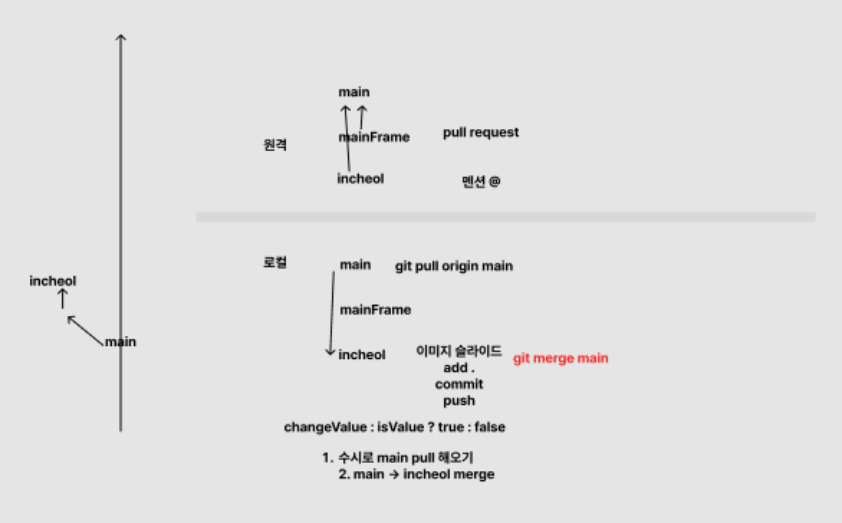 main
mainFrame
pull request
원격
incheol
멘션 @
로컬
main
git pull origin main
incheol
mainFrame
main
incheol
이미지 슬라이드
git merge main
add .
commit
push
changeValue : isValue ? true : false
1. 수시로 main pull 해오기
2. main → incheol merge